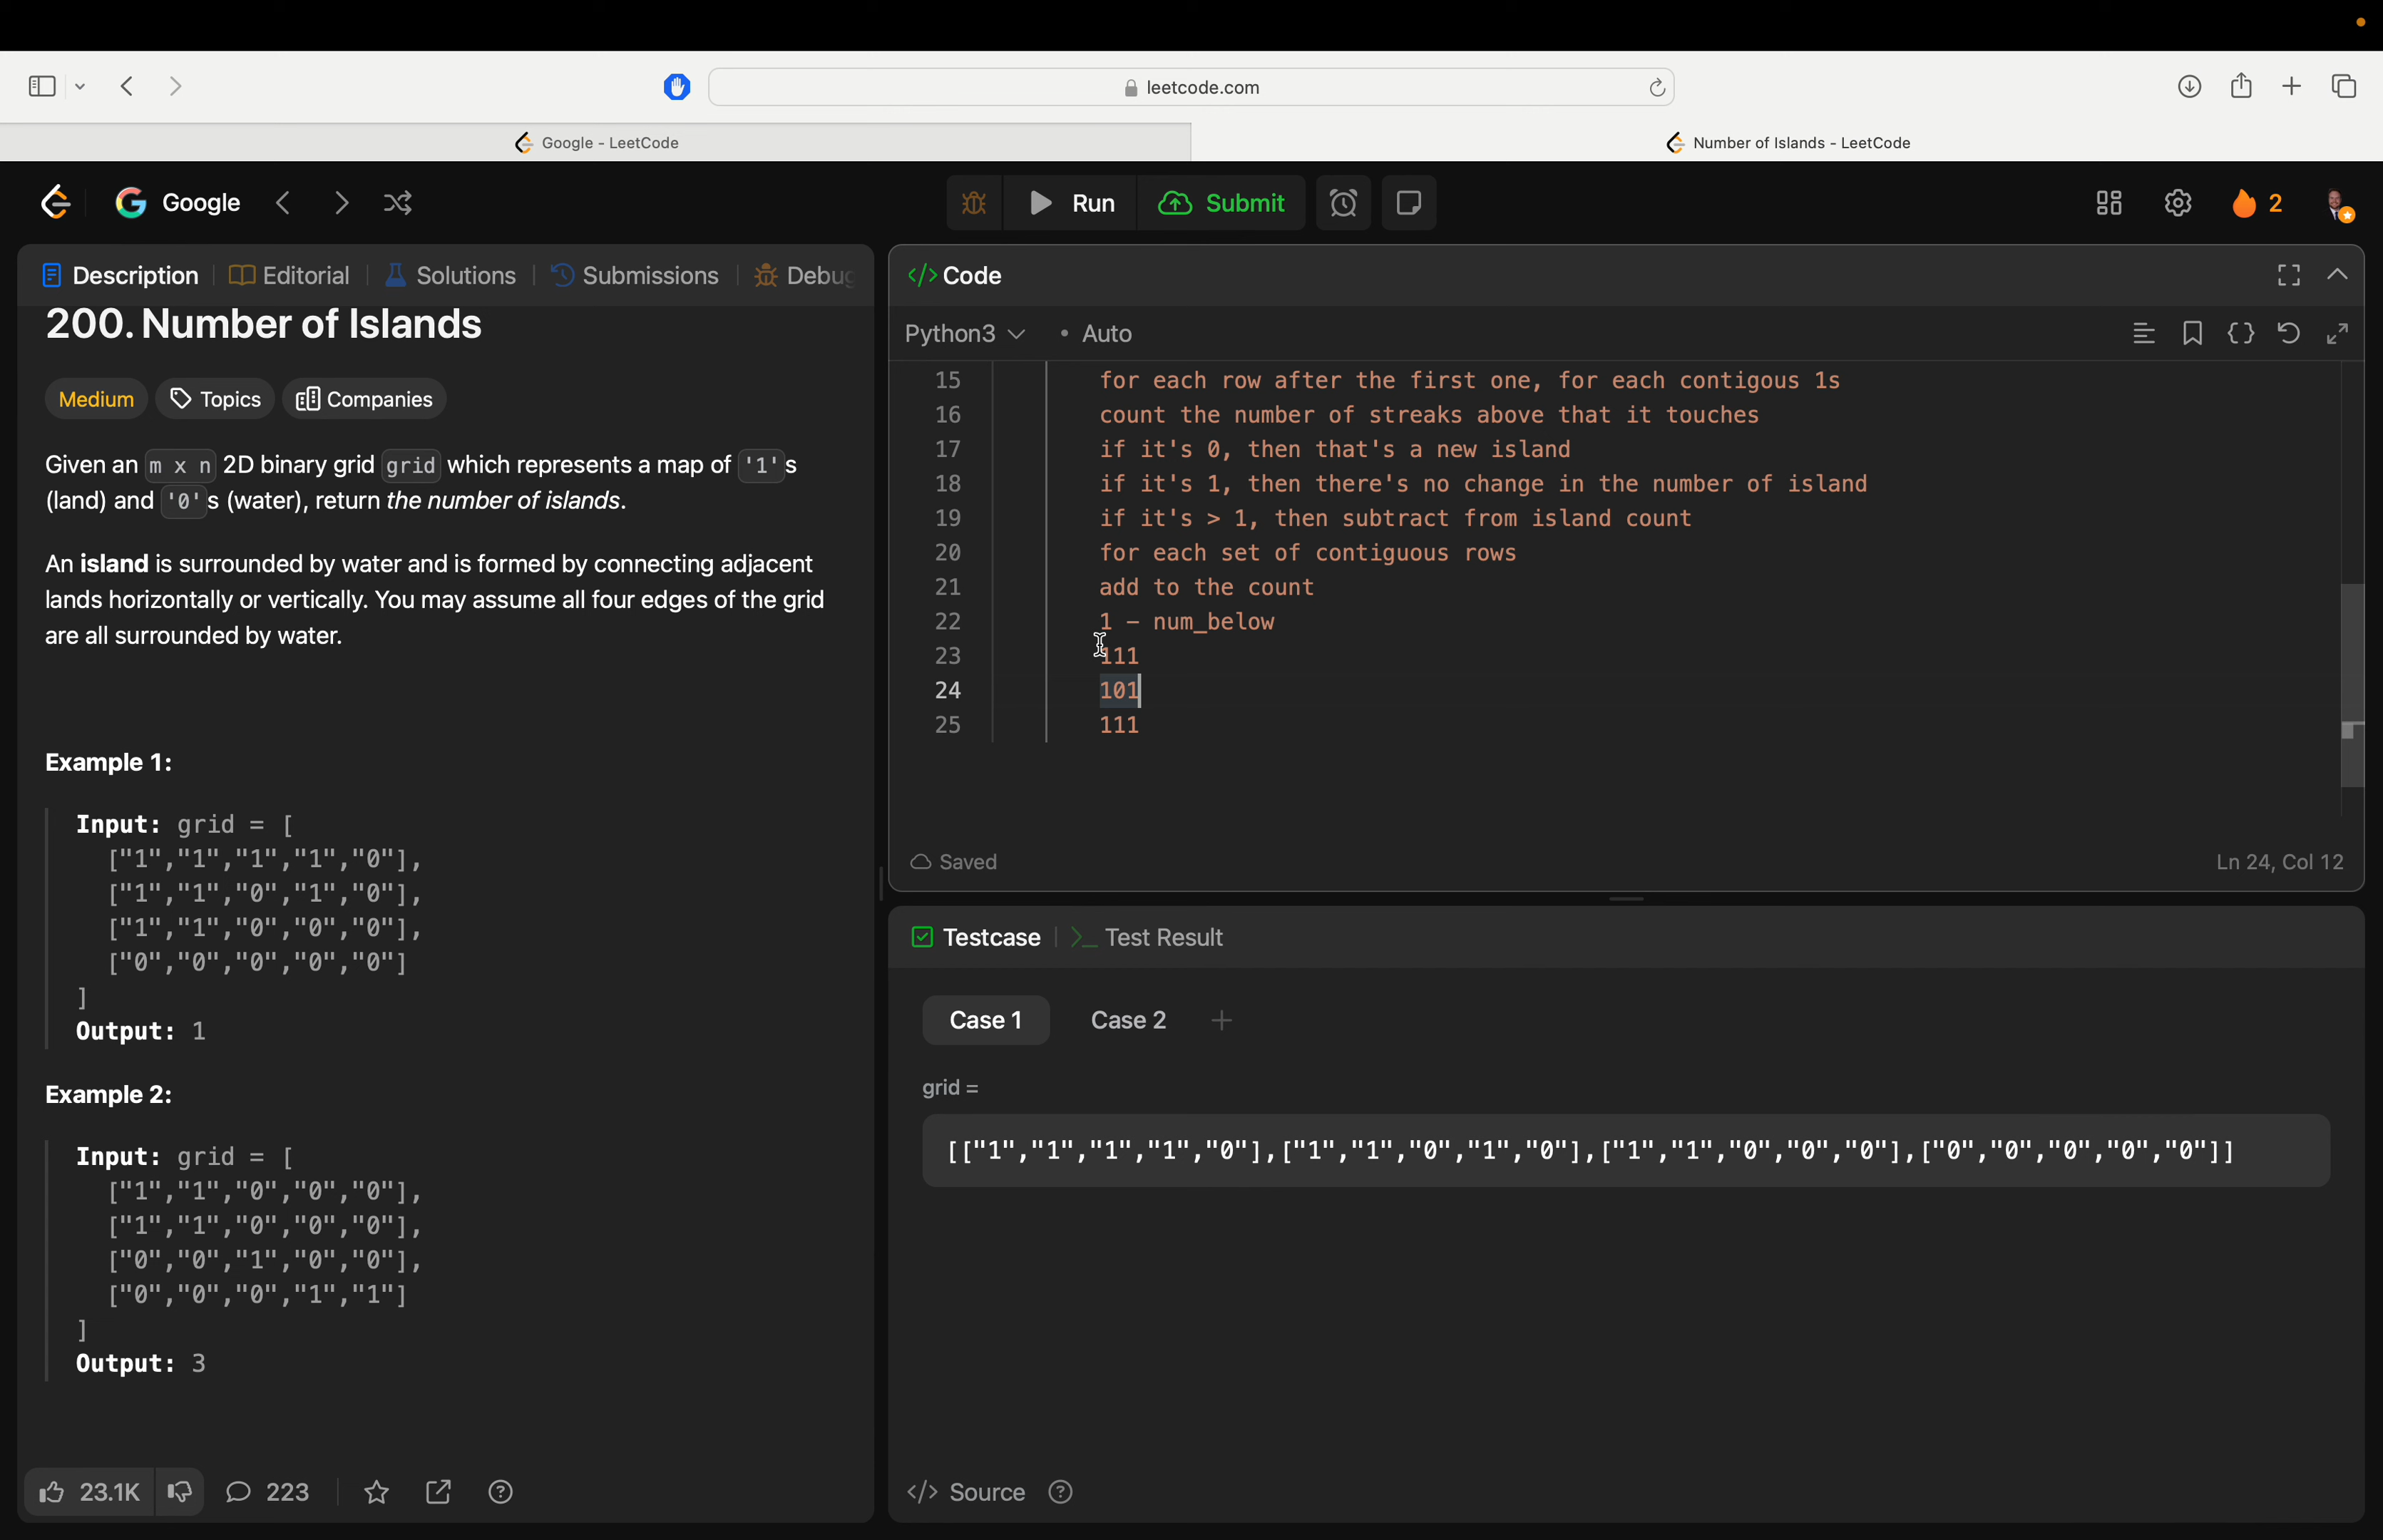 leetcode.com
Google - LeetCode
Number of Islands - LeetCode
Google
Run
Submit
2
Description
Editorial
Solutions
Submissions
Debug
200. Number of Islands
Medium
Topics
Companies
Given an m x n 2D binary grid grid which represents a map of '1's
(land) and '0's (water), return the number of islands.
An island is surrounded by water and is formed by connecting adjacent
lands horizontally or vertically. You may assume all four edges of the grid
are all surrounded by water.
Example 1:
Input: grid = [
["1","1","1","1","0"],
["1","1","0","1","0"],
["1","1","0","0","0"],
["0","0","0","0","0"]
]
Output: 1
Example 2:
Input: grid = [
["1","1","0","0","0"],
["1","1","0","0","0"],
["0","0","1","0","0"],
["0","0","0","1","1"]
]
Output: 3
23.1K
223
</> Code
Python3 • Auto
15 for each row after the first one, for each contigous 1s
16 count the number of streaks above that it touches
17 if it's 0, then that's a new island
18 if it's 1, then there's no change in the number of island
19 if it's > 1, then subtract from island count
20 for each set of contiguous rows
21 add to the count
22 1 - num_below
23 111
24 101
25 111
Saved
Ln 24, Col 12
Testcase
Test Result
Case 1
Case 2
grid =
[["1","1","1","1","0"],["1","1","0","1","0"],["1","1","0","0","0"],["0","0","0","0","0"]]
</> Source